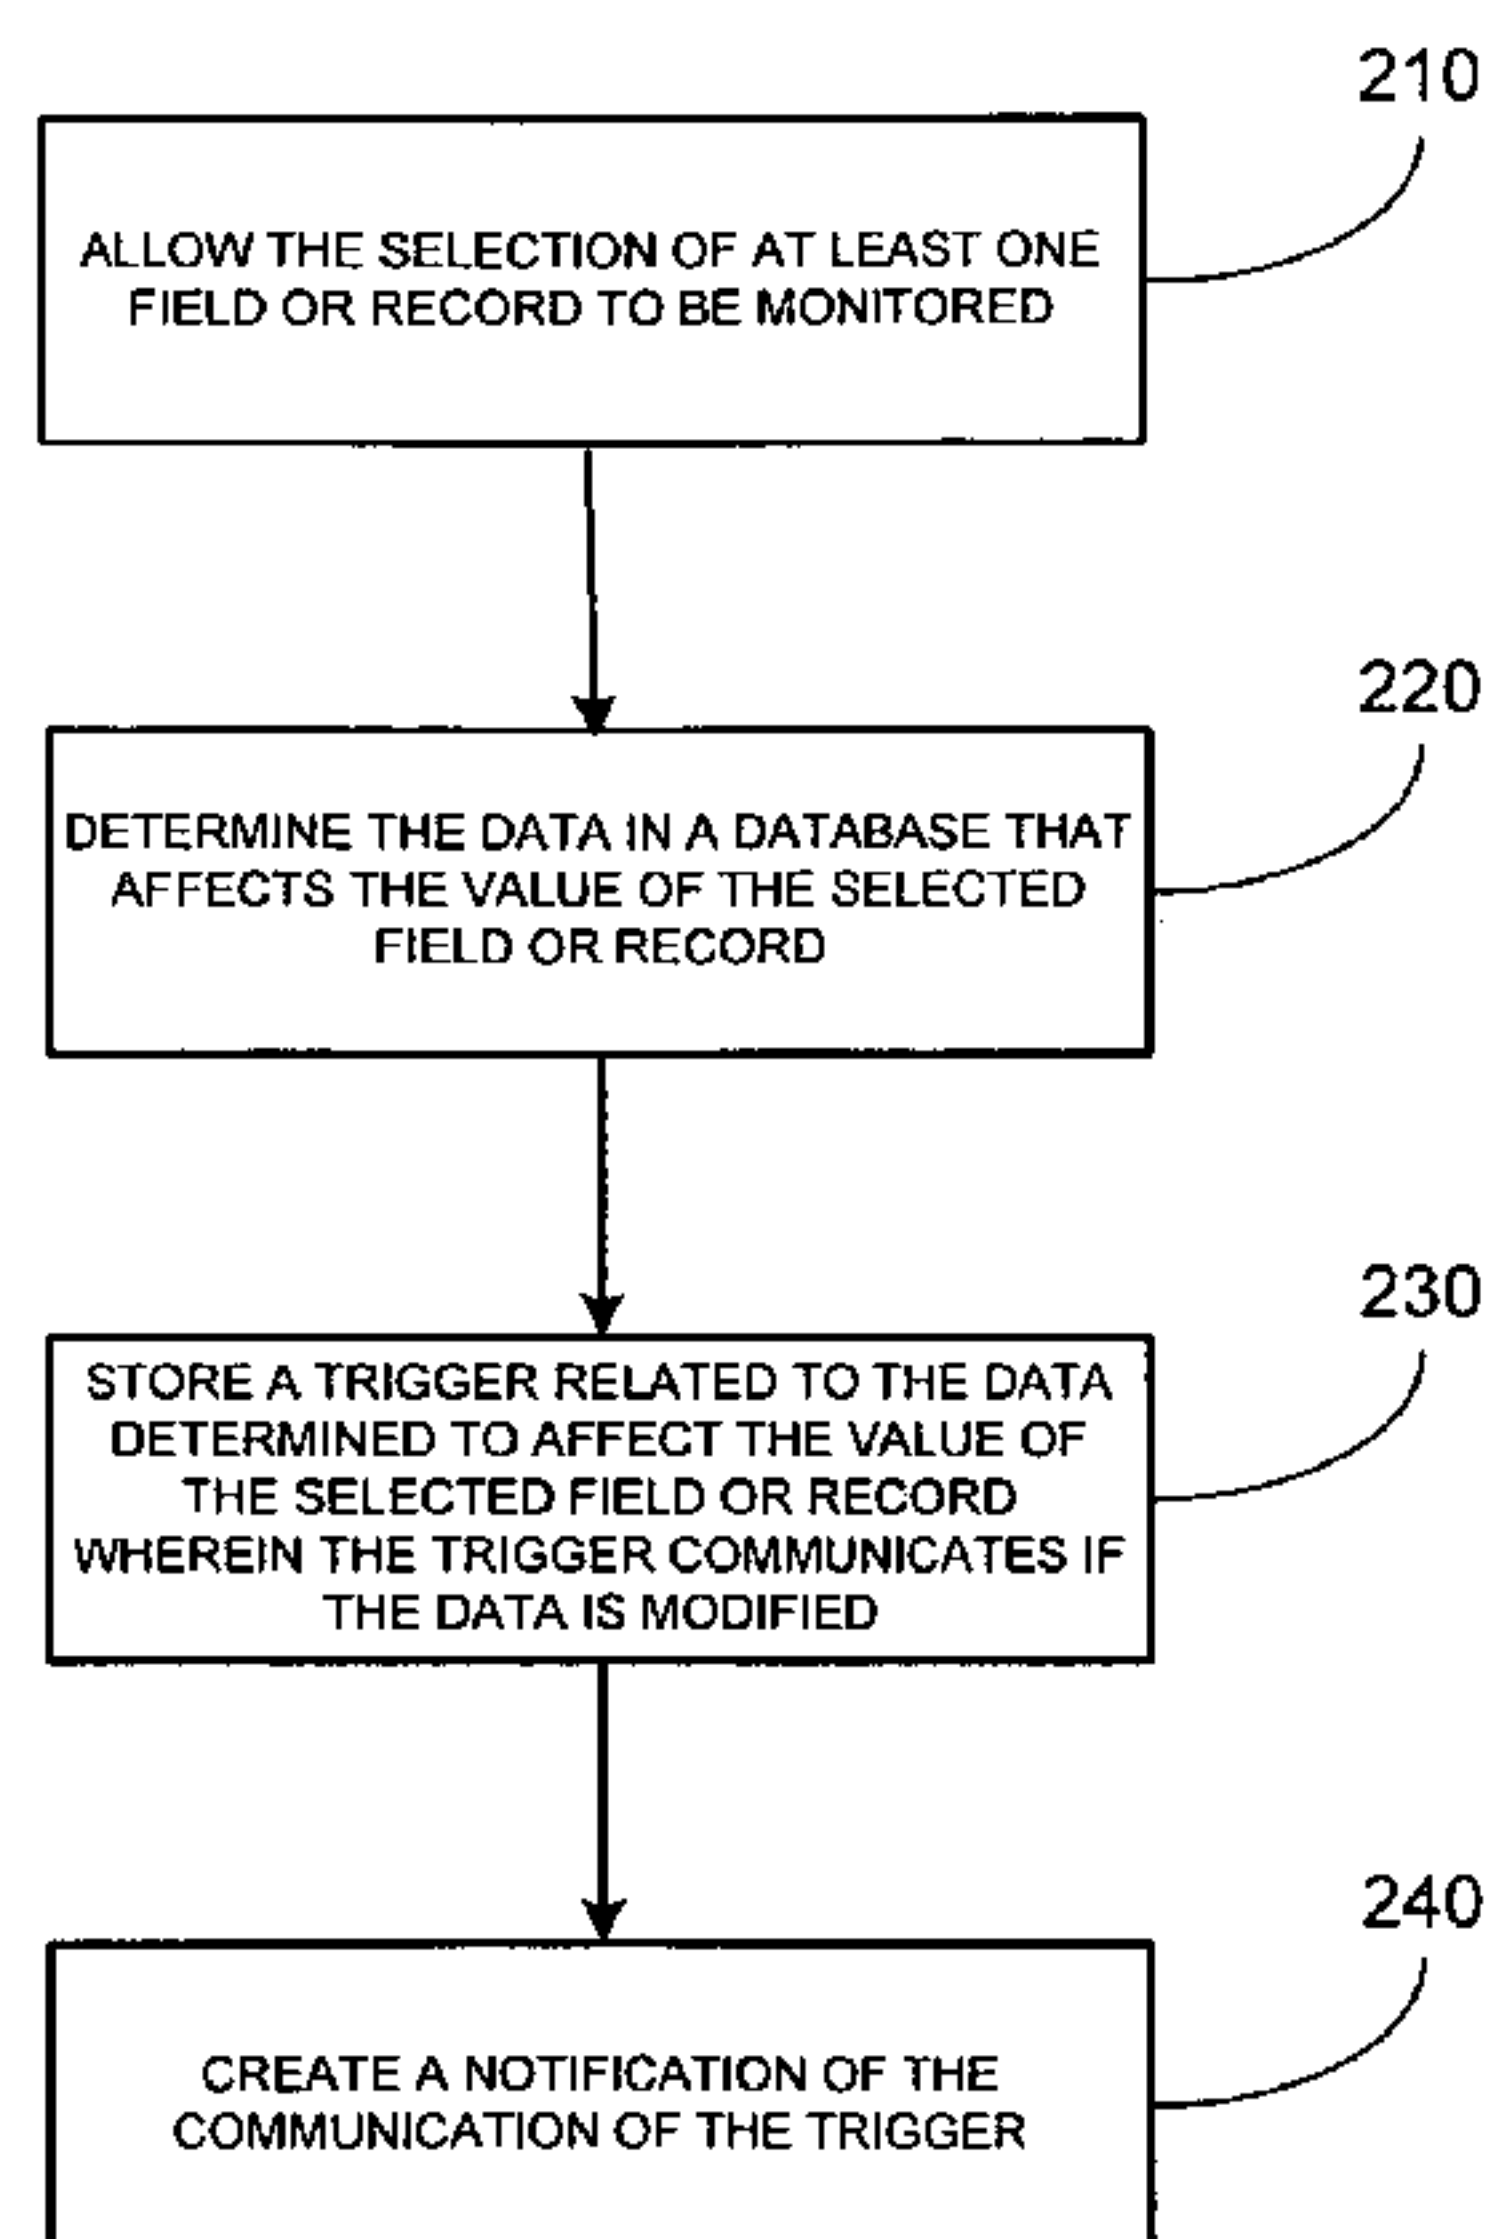 210
ALLOW THE SELECTION OF AT LEAST ONE
FIELD OR RECORD TO BE MONITORED
220
DETERMINE THE DATA IN A DATABASE THAT
AFFECTS THE VALUE OF THE SELECTED
FIELD OR RECORD
230
STORE A TRIGGER RELATED TO THE DATA
DETERMINED TO AFFECT THE VALUE OF
THE SELECTED FIELD OR RECORD
WHEREIN THE TRIGGER COMMUNICATES IF
THE DATA IS MODIFIED
240
CREATE A NOTIFICATION OF THE
COMMUNICATION OF THE TRIGGER